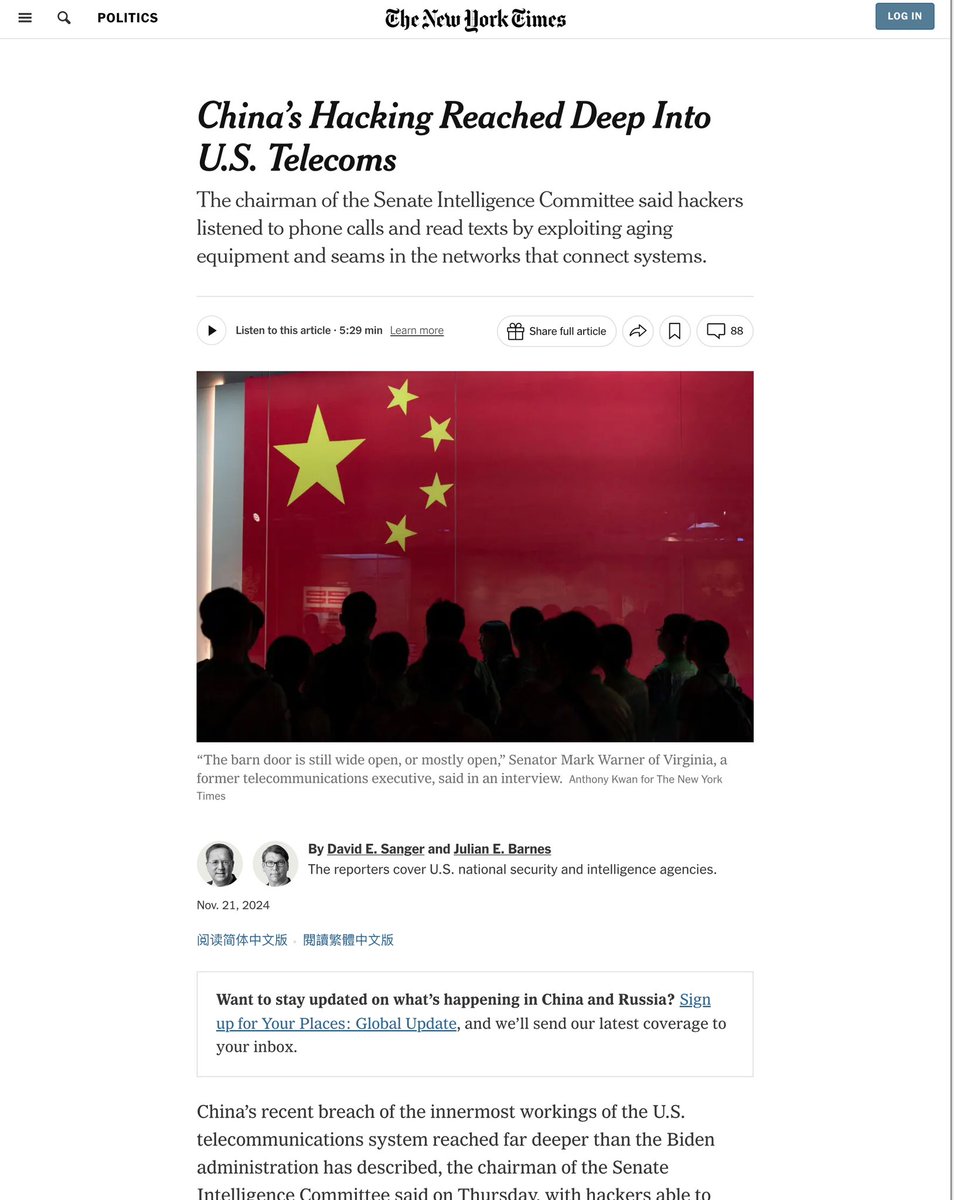 POLITICS
The New York Times
LOG IN
China’s Hacking Reached Deep Into
U.S. Telecoms
The chairman of the Senate Intelligence Committee said hackers
listened to phone calls and read texts by exploiting aging
equipment and seams in the networks that connect systems.
Listen to this article · 5:29 min Learn more
Share full article
88
“The barn door is still wide open, or mostly open,” Senator Mark Warner of Virginia, a
former telecommunications executive, said in an interview. Anthony Kwan for The New York
Times
By David E. Sanger and Julian E. Barnes
The reporters cover U.S. national security and intelligence agencies.
Nov. 21, 2024
阅读简体中文版 · 閱讀繁體中文版
Want to stay updated on what’s happening in China and Russia? Sign
up for Your Places: Global Update, and we’ll send our latest coverage to
your inbox.
China’s recent breach of the innermost workings of the U.S.
telecommunications system reached far deeper than the Biden
administration has described, the chairman of the Senate
Intelligence Committee said on Thursday, with hackers able to